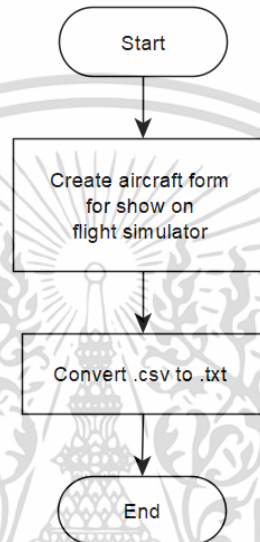 Start
Create aircraft form
for show on
flight simulator
Convert .csv to .txt
End